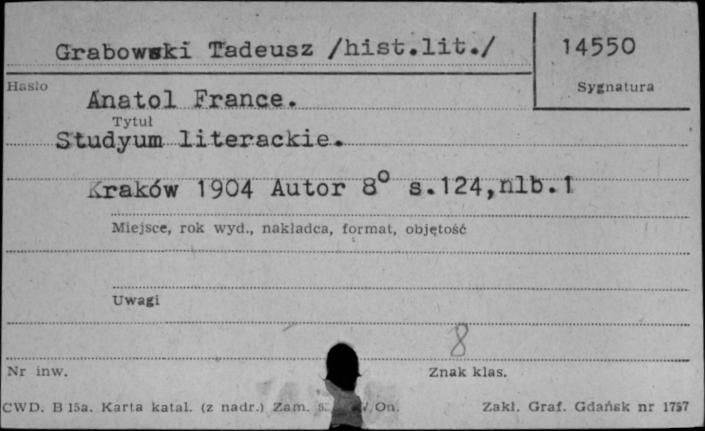 Grabowski Tadeusz /hist.lit./
14550
Hasło
Sygnatura
Anatol France.
Tytuł
Studyum literackie.
Kraków 1904 Autor 8° s.124,nlb.1
Miejsce, rok wyd., nakładca, format, objętość
Uwagi
8
Nr inw.
Znak klas.
CWD. B 15a. Karta katal. (z nadr.) Zam. On.
Zakł. Graf. Gdańsk nr 1757